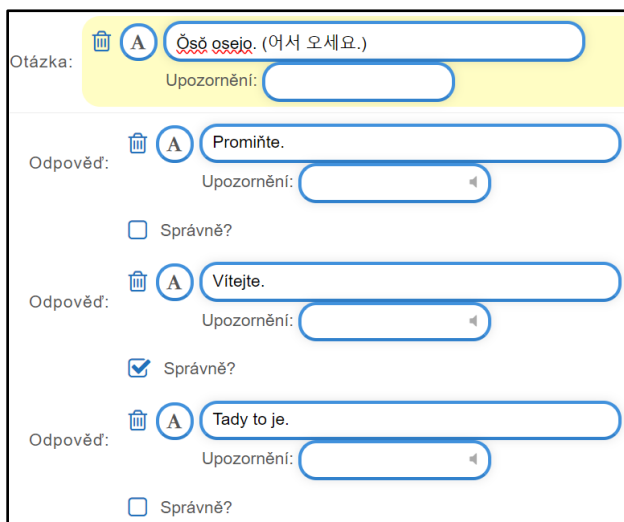 Otázka:
A
Ŏsŏ osejo. (어서 오세요.)
Upozornění:
Odpověď:
A
Promiňte.
Upozornění:
Správně?
Odpověď:
A
Vítejte.
Upozornění:
Správně?
Odpověď:
A
Tady to je.
Upozornění:
Správně?